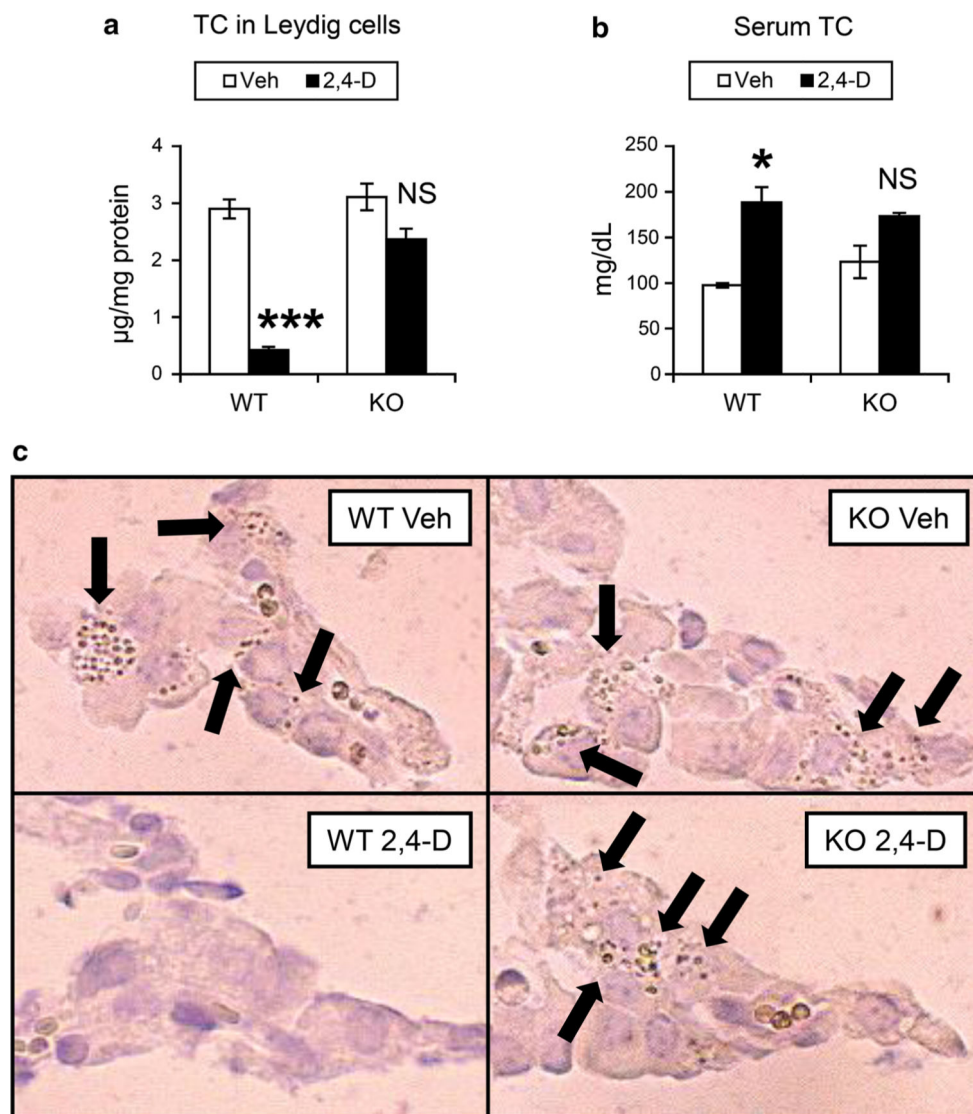 a TC in Leydig cells
Veh 2,4-D
µg/mg protein
4
3
2
1
0
NS
***
WT KO
b Serum TC
Veh 2,4-D
mg/dL
250
200
150
100
50
0
*
NS
WT KO
c
WT Veh
KO Veh
WT 2,4-D
KO 2,4-D